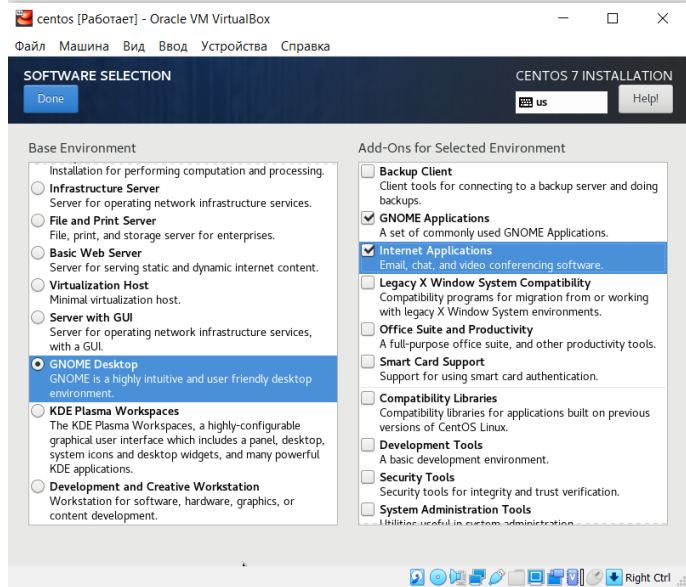 centos [Работает] - Oracle VM VirtualBox
Файл Машина Вид Ввод Устройства Справка
SOFTWARE SELECTION
CENTOS 7 INSTALLATION
Done
us
Help!
Base Environment
Installation for performing computation and processing.
Infrastructure Server
Server for operating network infrastructure services.
File and Print Server
File, print, and storage server for enterprises.
Basic Web Server
Server for serving static and dynamic internet content.
Virtualization Host
Minimal virtualization host.
Server with GUI
Server for operating network infrastructure services,
with a GUI.
GNOME Desktop
GNOME is a highly intuitive and user friendly desktop
environment.
KDE Plasma Workspaces
The KDE Plasma Workspaces, a highly-configurable
graphical user interface which includes a panel, desktop,
system icons and desktop widgets, and many powerful
KDE applications.
Development and Creative Workstation
Workstation for software, hardware, graphics, or
content development.
Add-Ons for Selected Environment
Backup Client
Client tools for connecting to a backup server and doing
backups.
GNOME Applications
A set of commonly used GNOME Applications.
Internet Applications
Email, chat, and video conferencing software.
Legacy X Window System Compatibility
Compatibility programs for migration from or working
with legacy X Window System environments.
Office Suite and Productivity
A full-purpose office suite, and other productivity tools.
Smart Card Support
Support for using smart card authentication.
Compatibility Libraries
Compatibility libraries for applications built on previous
versions of CentOS Linux.
Development Tools
A basic development environment.
Security Tools
Security tools for integrity and trust verification.
System Administration Tools
Utilities useful in system administration.
Right Ctrl